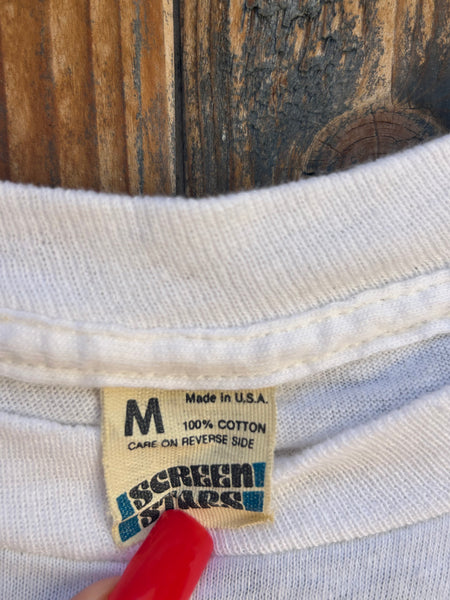 Made in U.S.A.
M
100% COTTON
CARE ON REVERSE SIDE
SCREEN
STARS